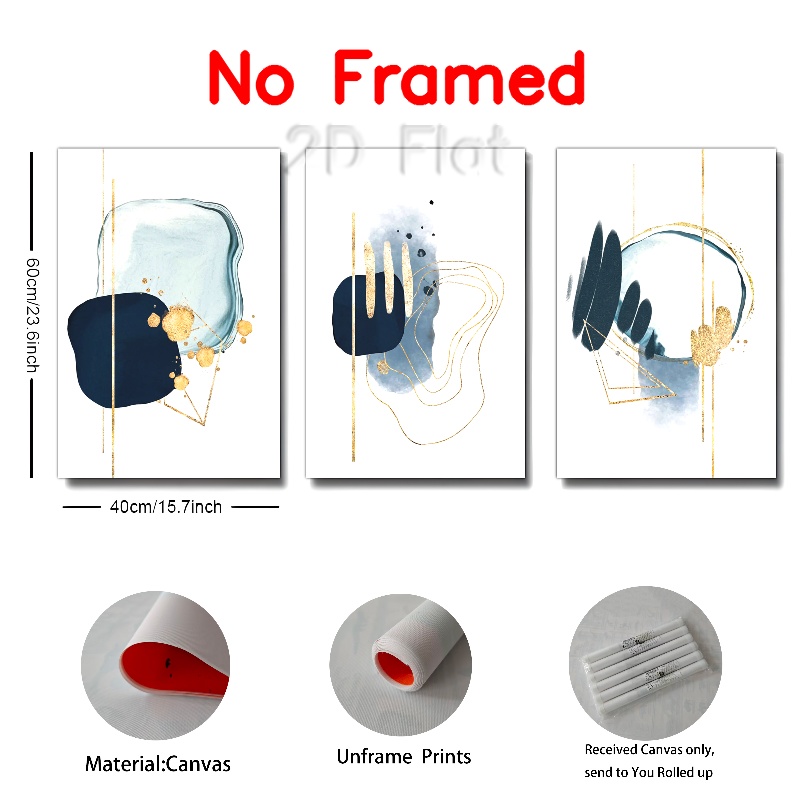 No Framed
2D Flat
60cm/23.6inch
40cm/15.7inch
Material:Canvas
Unframe Prints
Received Canvas only,
send to You Rolled up